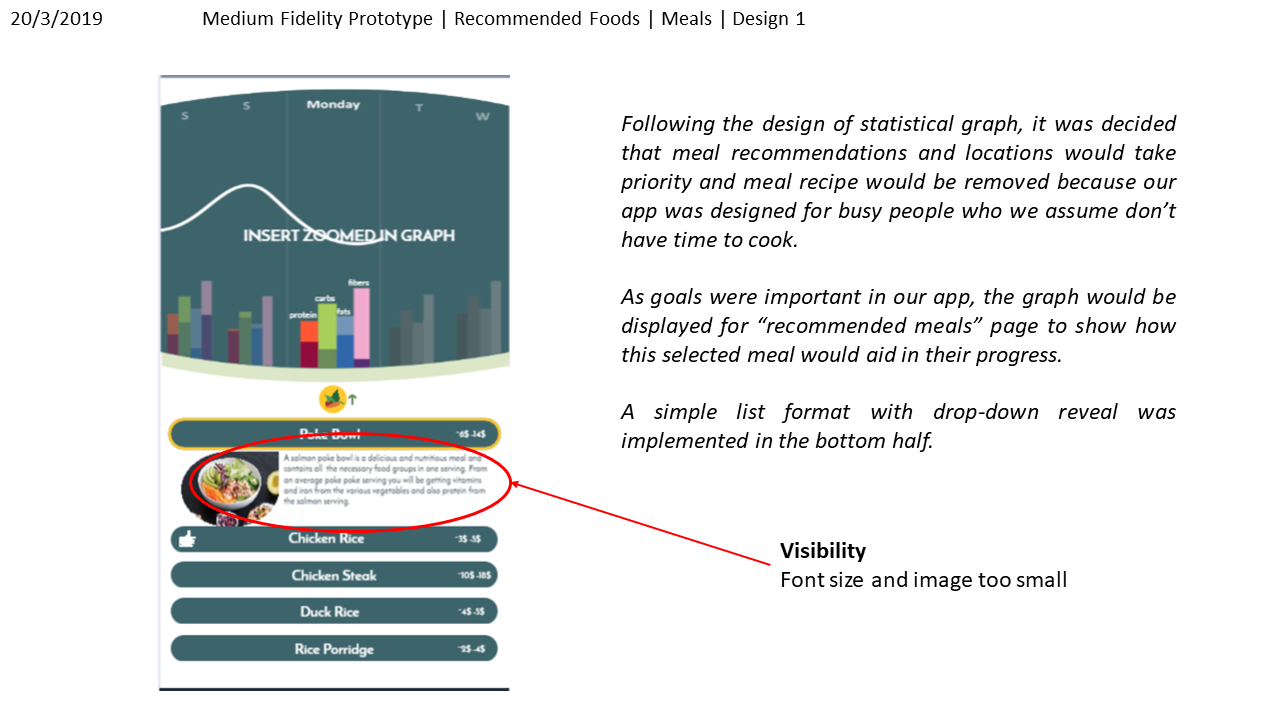 20/3/2019
Medium Fidelity Prototype | Recommended Foods | Meals | Design 1
S
S
Monday
T
W
INSERT ZOOMED IN GRAPH
protein
carbs
fats
fibers
Following the design of statistical graph, it was decided
that meal recommendations and locations would take
priority and meal recipe would be removed because our
app was designed for busy people who we assume don’t
have time to cook.
As goals were important in our app, the graph would be
displayed for “recommended meals” page to show how
this selected meal would aid in their progress.
A simple list format with drop-down reveal was
implemented in the bottom half.
Poke Bowl
~6$ -14$
A salmon poke bowl is a delicious and nutritious meal and
contains all the necessary food groups in one serving. From
an average poke poke serving you will be getting vitamins
and iron from the various vegetables and also protein from
the salmon serving.
Chicken Rice
~3$ -5$
Chicken Steak
~10$ -18$
Duck Rice
~4$ -5$
Rice Porridge
~2$ -4$
Visibility
Font size and image too small